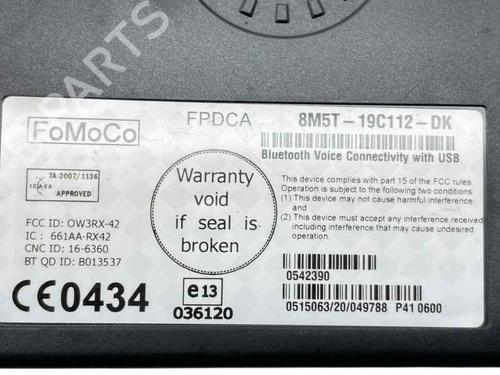 PARTS
FoMoCo
FPDCA
8M5T-19C112-DK
Bluetooth Voice Connectivity with USB
TA-2007/1136
ICASA
APPROVED
Warranty
void
if seal is
broken
This device complies with part 15 of the FCC rules.
Operation is subject to the following two conditions:
(1) This device may not cause harmful interference,
and
(2) This device must accept any interference received,
including interference that may cause undesired
operation.
FCC ID: OW3RX-42
IC : 661AA-RX42
CNC ID: 16-6360
BT QD ID: B013537
CE0434
e13
036120
0542390
0515063/20/049788 P41 0600